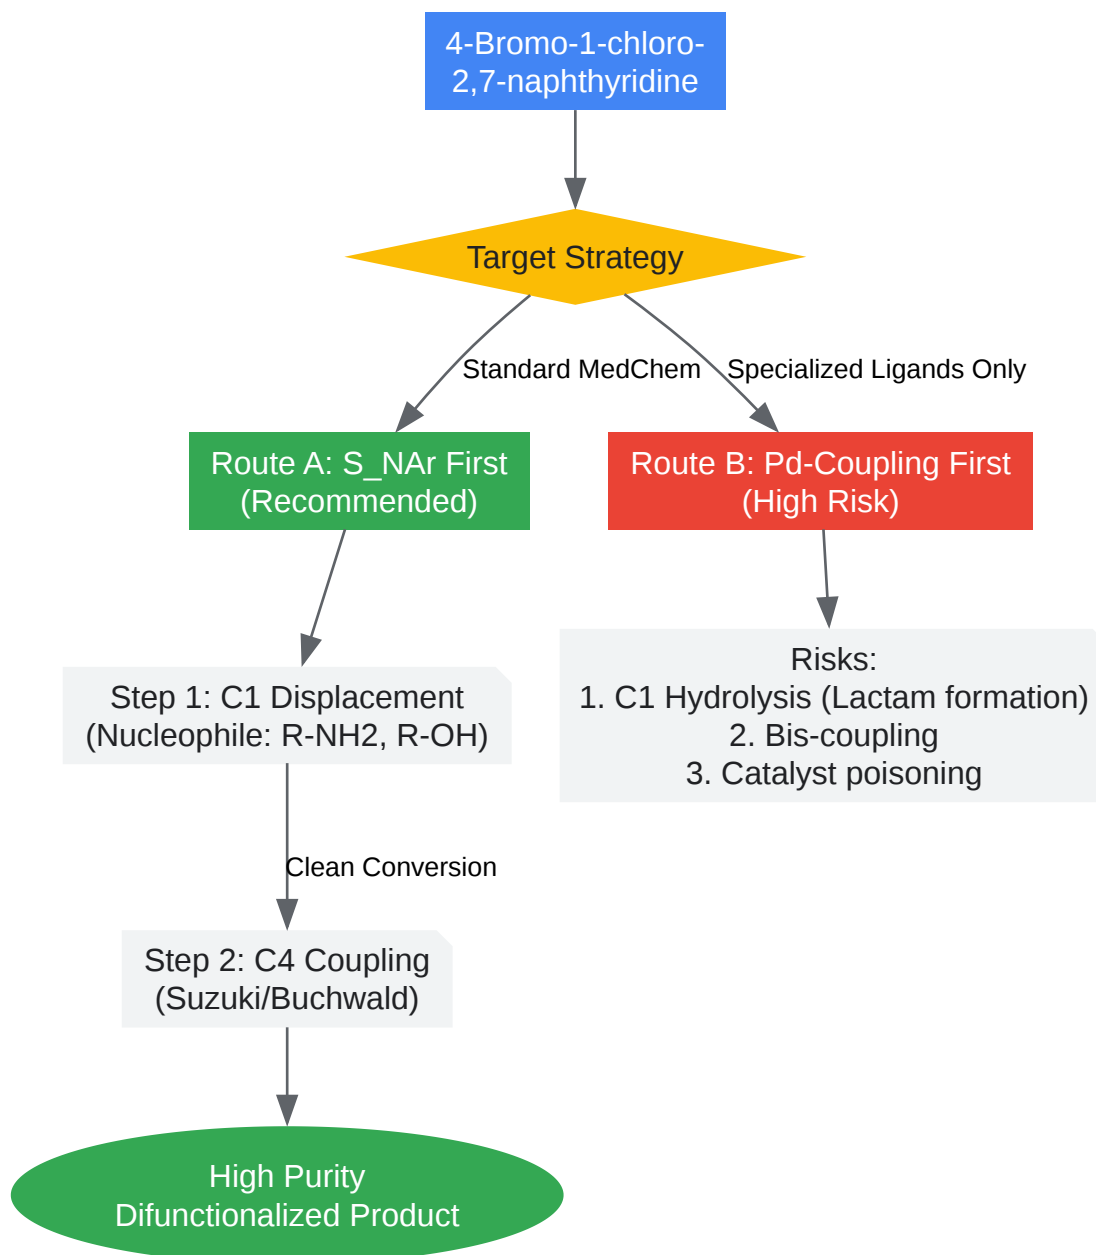 4-Bromo-1-chloro-
2,7-naphthyridine
Target Strategy
Standard MedChem
Specialized Ligands Only
Route A: S_NAr First
(Recommended)
Route B: Pd-Coupling First
(High Risk)
Step 1: C1 Displacement
(Nucleophile: R-NH2, R-OH)
Risks:
1. C1 Hydrolysis (Lactam formation)
2. Bis-coupling
3. Catalyst poisoning
Clean Conversion
Step 2: C4 Coupling
(Suzuki/Buchwald)
High Purity
Difunctionalized Product